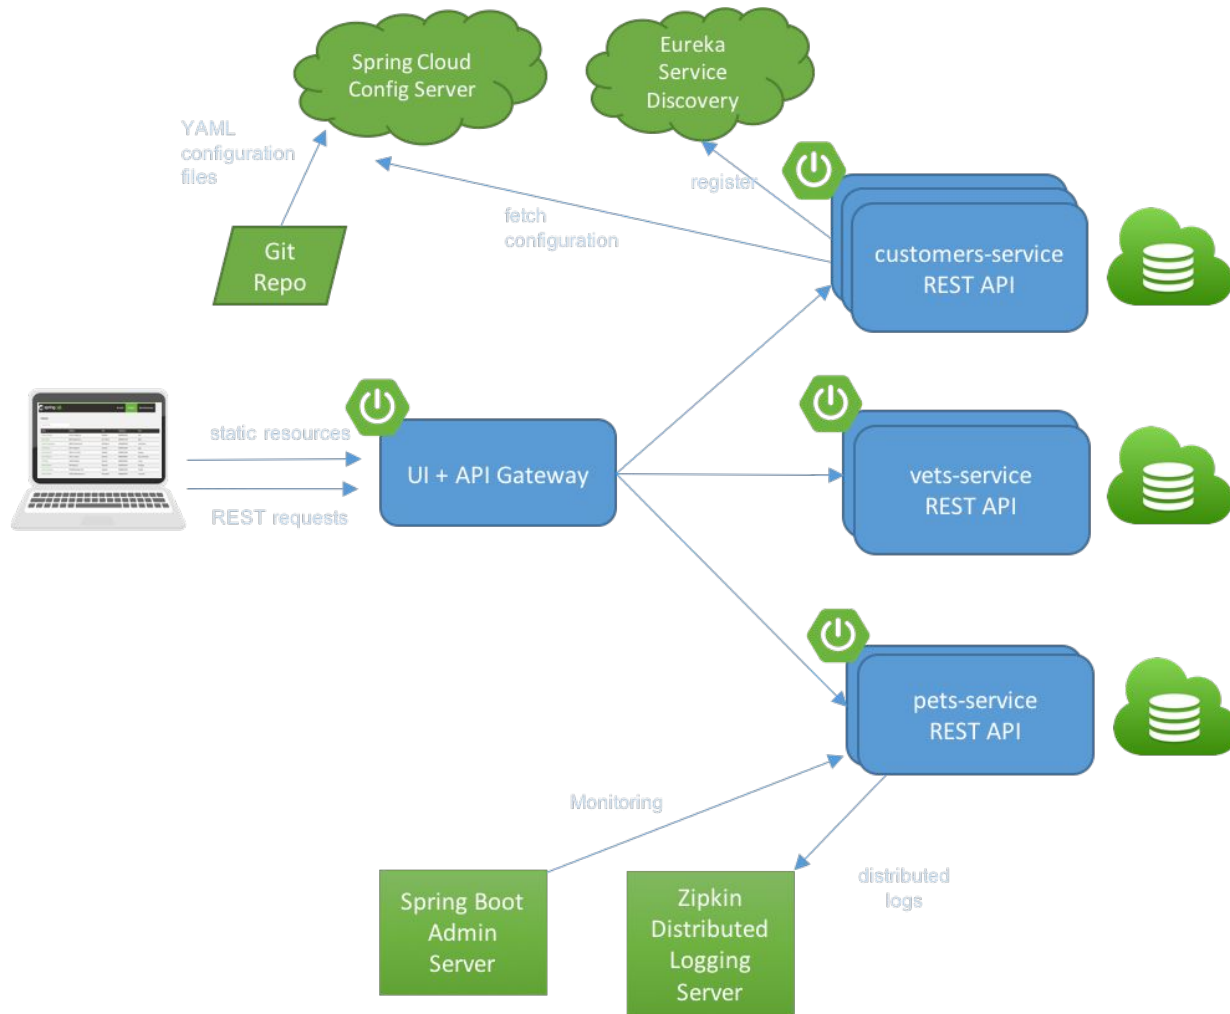 Spring Cloud
Config Server
Eureka
Service
Discovery
YAML
configuration
files
register
fetch
configuration
Git
Repo
customers-service
REST API
static resources
UI + API Gateway
REST requests
vets-service
REST API
pets-service
REST API
Monitoring
distributed
logs
Spring Boot
Admin
Server
Zipkin
Distributed
Logging
Server